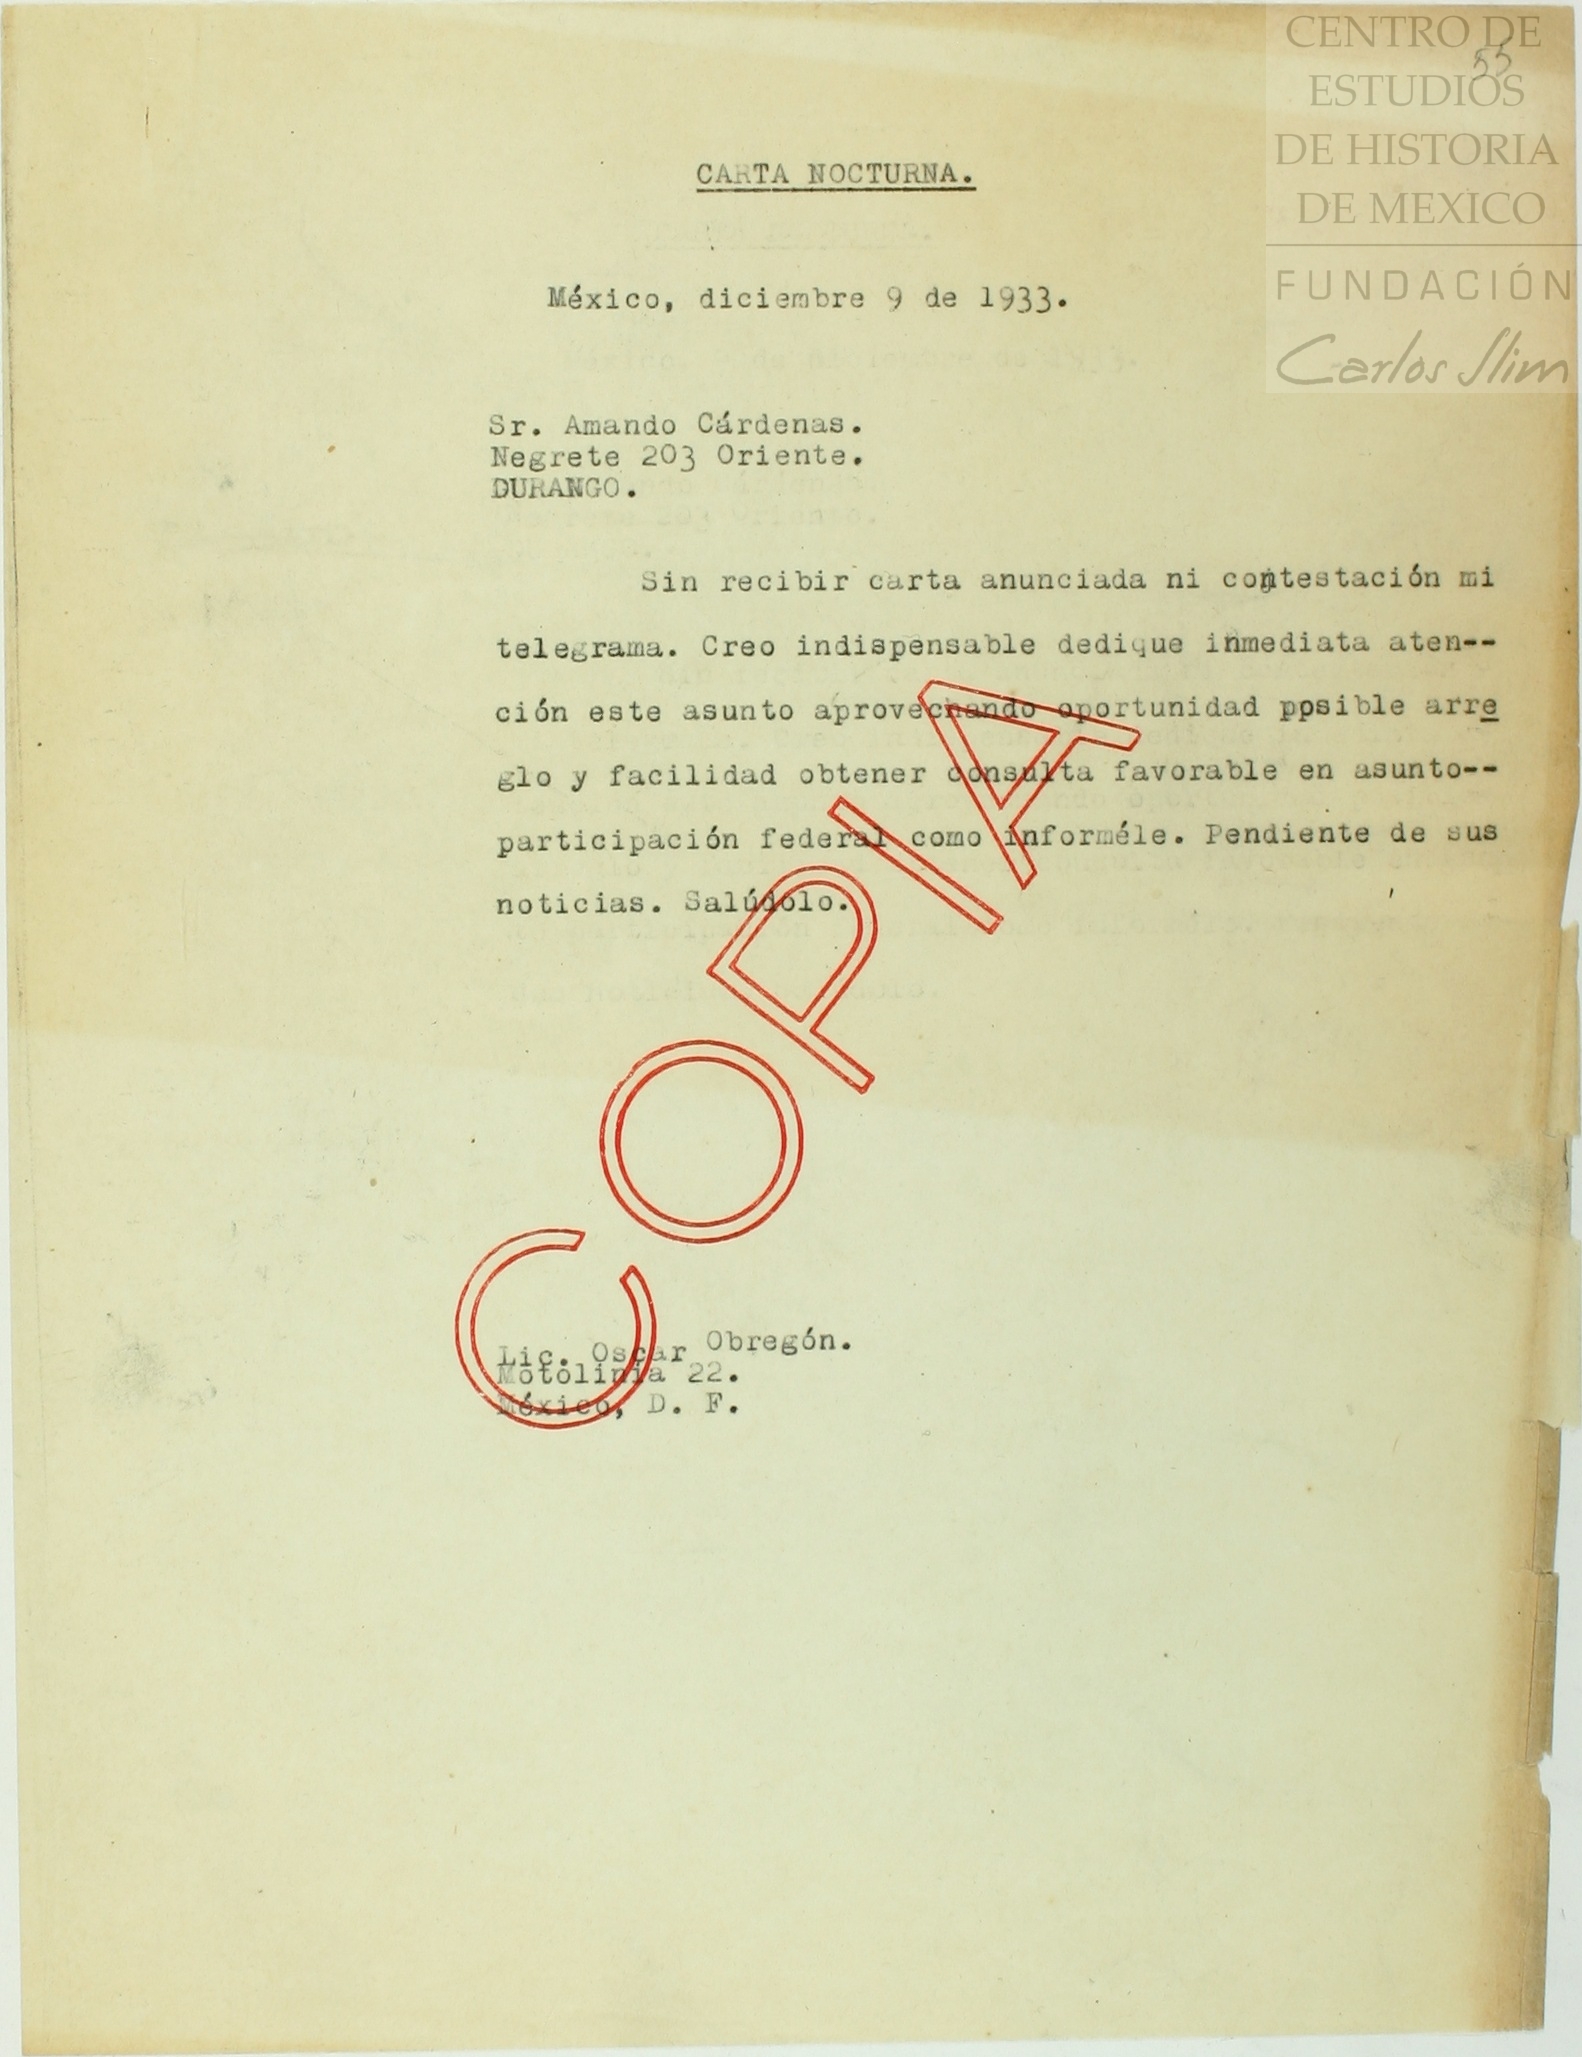 CENTRO DE
ESTUDIOS
DE HISTORIA
DE MEXICO
FUNDACIÓN
Carlos Slim
55
CARTA NOCTURNA.
México, diciembre 9 de 1933.
Sr. Amando Cárdenas.
Negrete 203 Oriente.
DURANGO.
Sin recibir carta anunciada ni contestación mi
telegrama. Creo indispensable dedique inmediata aten--
ción este asunto aprovechando oportunidad ppsible arre
glo y facilidad obtener consulta favorable en asunto--
participación federal como informéle. Pendiente de sus
noticias. Salúdolo.
COPIA
Lic. Oscar Obregón.
Motolinía 22.
México, D. F.